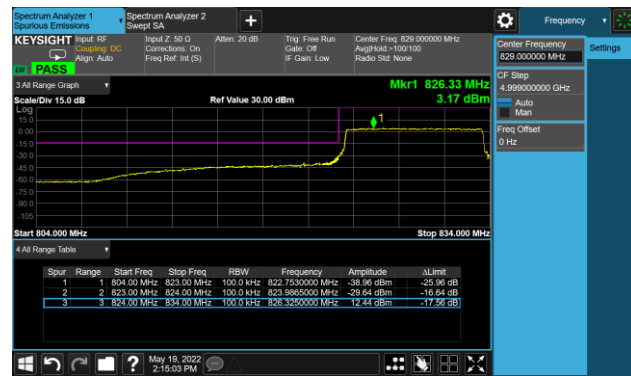 Spectrum Analyzer 1
Spurious Emissions
Spectrum Analyzer 2
Swept SA
Frequency
KEYSIGHT
Input: RF
Coupling: DC
Align: Auto
Input Z: 50 Ω
Corrections: On
Freq Ref: Int (S)
Atten: 20 dB
Trig: Free Run
Gate: Off
IF Gain: Low
Center Freq: 829.000000 MHz
Avg|Hold:>100/100
Radio Std: None
PASS
Center Frequency
829.000000 MHz
Settings
CF Step
4.999000000 GHz
Auto
Man
Freq Offset
0 Hz
3 All Range Graph
Mkr1 826.33 MHz
Scale/Div 15.0 dB
Ref Value 30.00 dBm
3.17 dBm
Log
15.0
0.00
-15.0
-30.0
-45.0
-60.0
-75.0
-90.0
-105
1
Start 804.000 MHz
Stop 834.000 MHz
4 All Range Table
Spur Range Start Freq Stop Freq RBW Frequency Amplitude ΔLimit
1 1 804.00 MHz 823.00 MHz 100.0 kHz 822.7530000 MHz -38.96 dBm -25.96 dB
2 2 823.00 MHz 824.00 MHz 100.0 kHz 823.9865000 MHz -29.64 dBm -16.64 dB
3 3 824.00 MHz 834.00 MHz 100.0 kHz 826.3250000 MHz 12.44 dBm -17.56 dB
?
May 19, 2022
2:15:03 PM